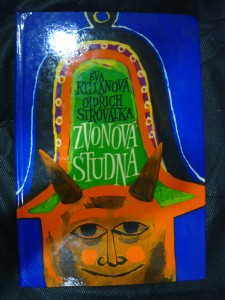 EVA
KILIANOVÁ
OLDŘICH
SIROVÁTKA
ZVONOVÁ
STUDNA